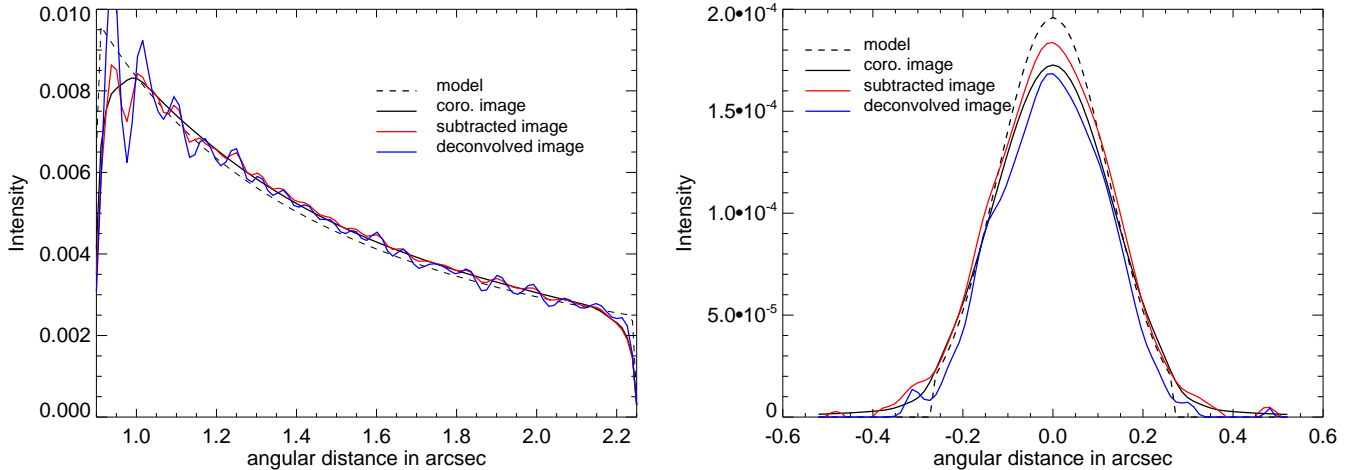 0.010
0.008
0.006
0.004
0.002
0.000
Intensity
1.0 1.2 1.4 1.6 1.8 2.0 2.2
angular distance in arcsec
model
coro. image
subtracted image
deconvolved image
2.0•10-4
1.5•10-4
1.0•10-4
5.0•10-5
0
Intensity
-0.6 -0.4 -0.2 0.0 0.2 0.4 0.6
angular distance in arcsec
model
coro. image
subtracted image
deconvolved image